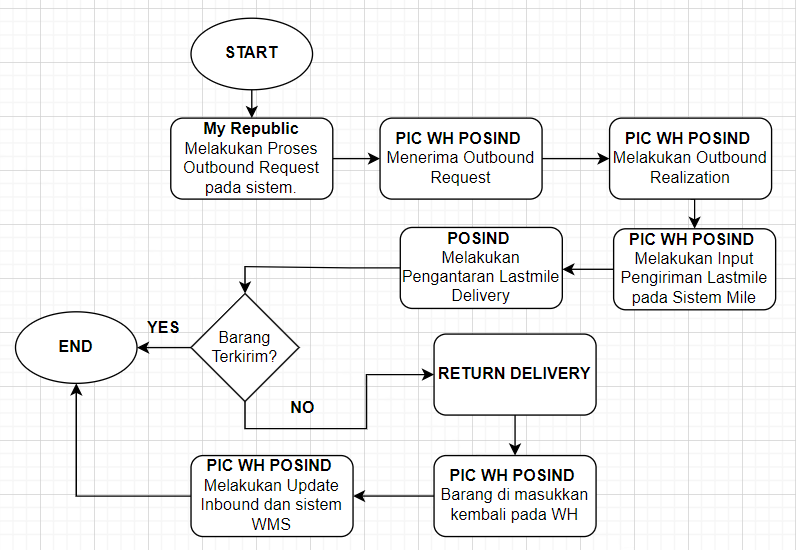 START
My Republic
Melakukan Proses
Outbound Request
pada sistem.
PIC WH POSIND
Menerima Outbound
Request
PIC WH POSIND
Melakukan Outbound
Realization
PIC WH POSIND
Melakukan Input
Pengiriman Lastmile
pada Sistem Mile
POSIND
Melakukan
Pengantaran Lastmile
Delivery
Barang
Terkirim?
YES
END
NO
RETURN DELIVERY
PIC WH POSIND
Barang di masukkan
kembali pada WH
PIC WH POSIND
Melakukan Update
Inbound dan sistem
WMS